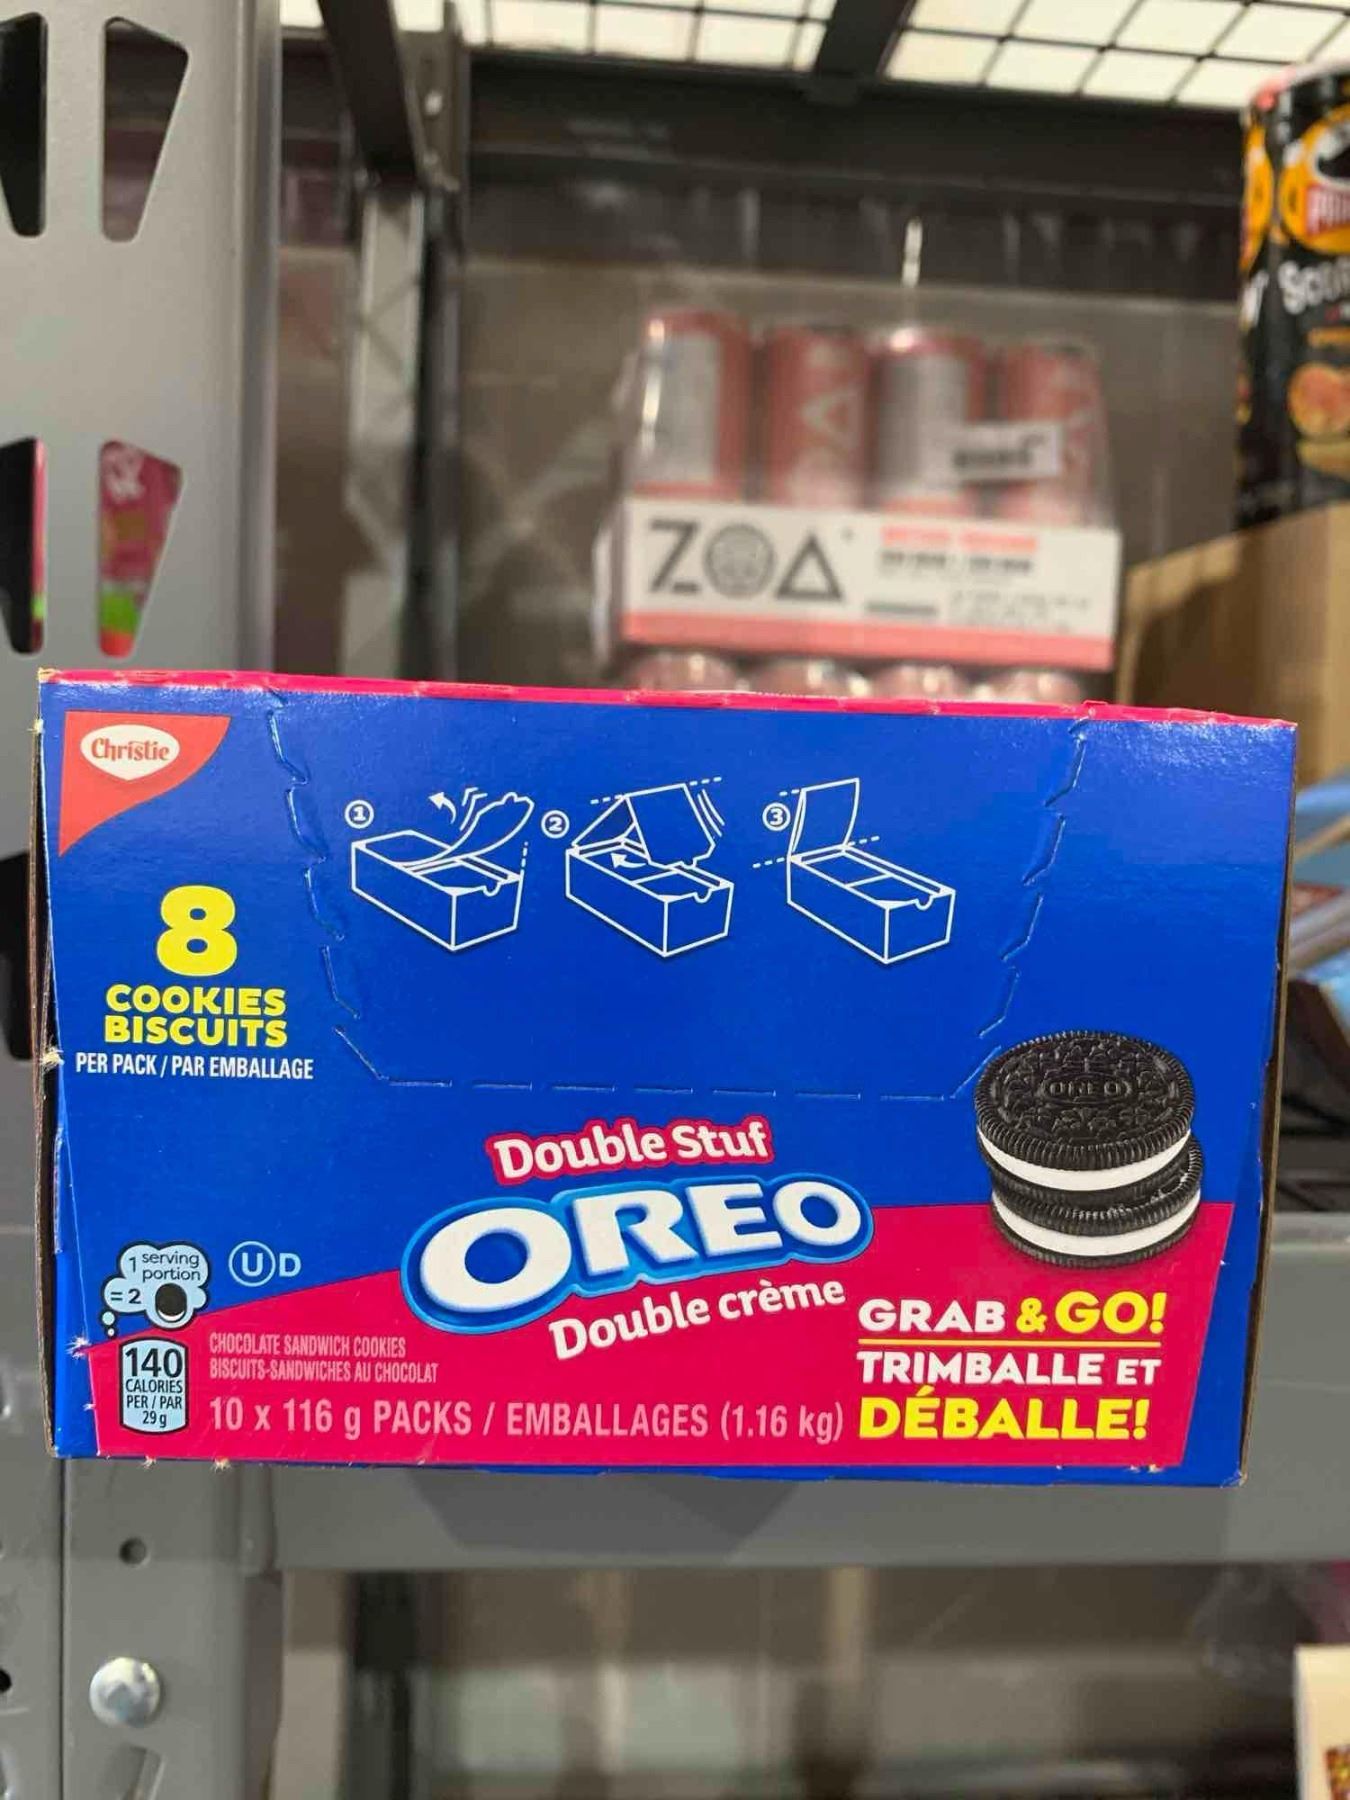 ZOA
Christie
1
2
3
8
COOKIES
BISCUITS
PER PACK / PAR EMBALLAGE
OREO
Double Stuf
OREO
Double crème
1 serving
portion
= 2
UD
140
CALORIES
PER / PAR
29 g
CHOCOLATE SANDWICH COOKIES
BISCUITS-SANDWICHES AU CHOCOLAT
10 x 116 g PACKS / EMBALLAGES (1.16 kg)
GRAB & GO!
TRIMBALLE ET
DÉBALLE!